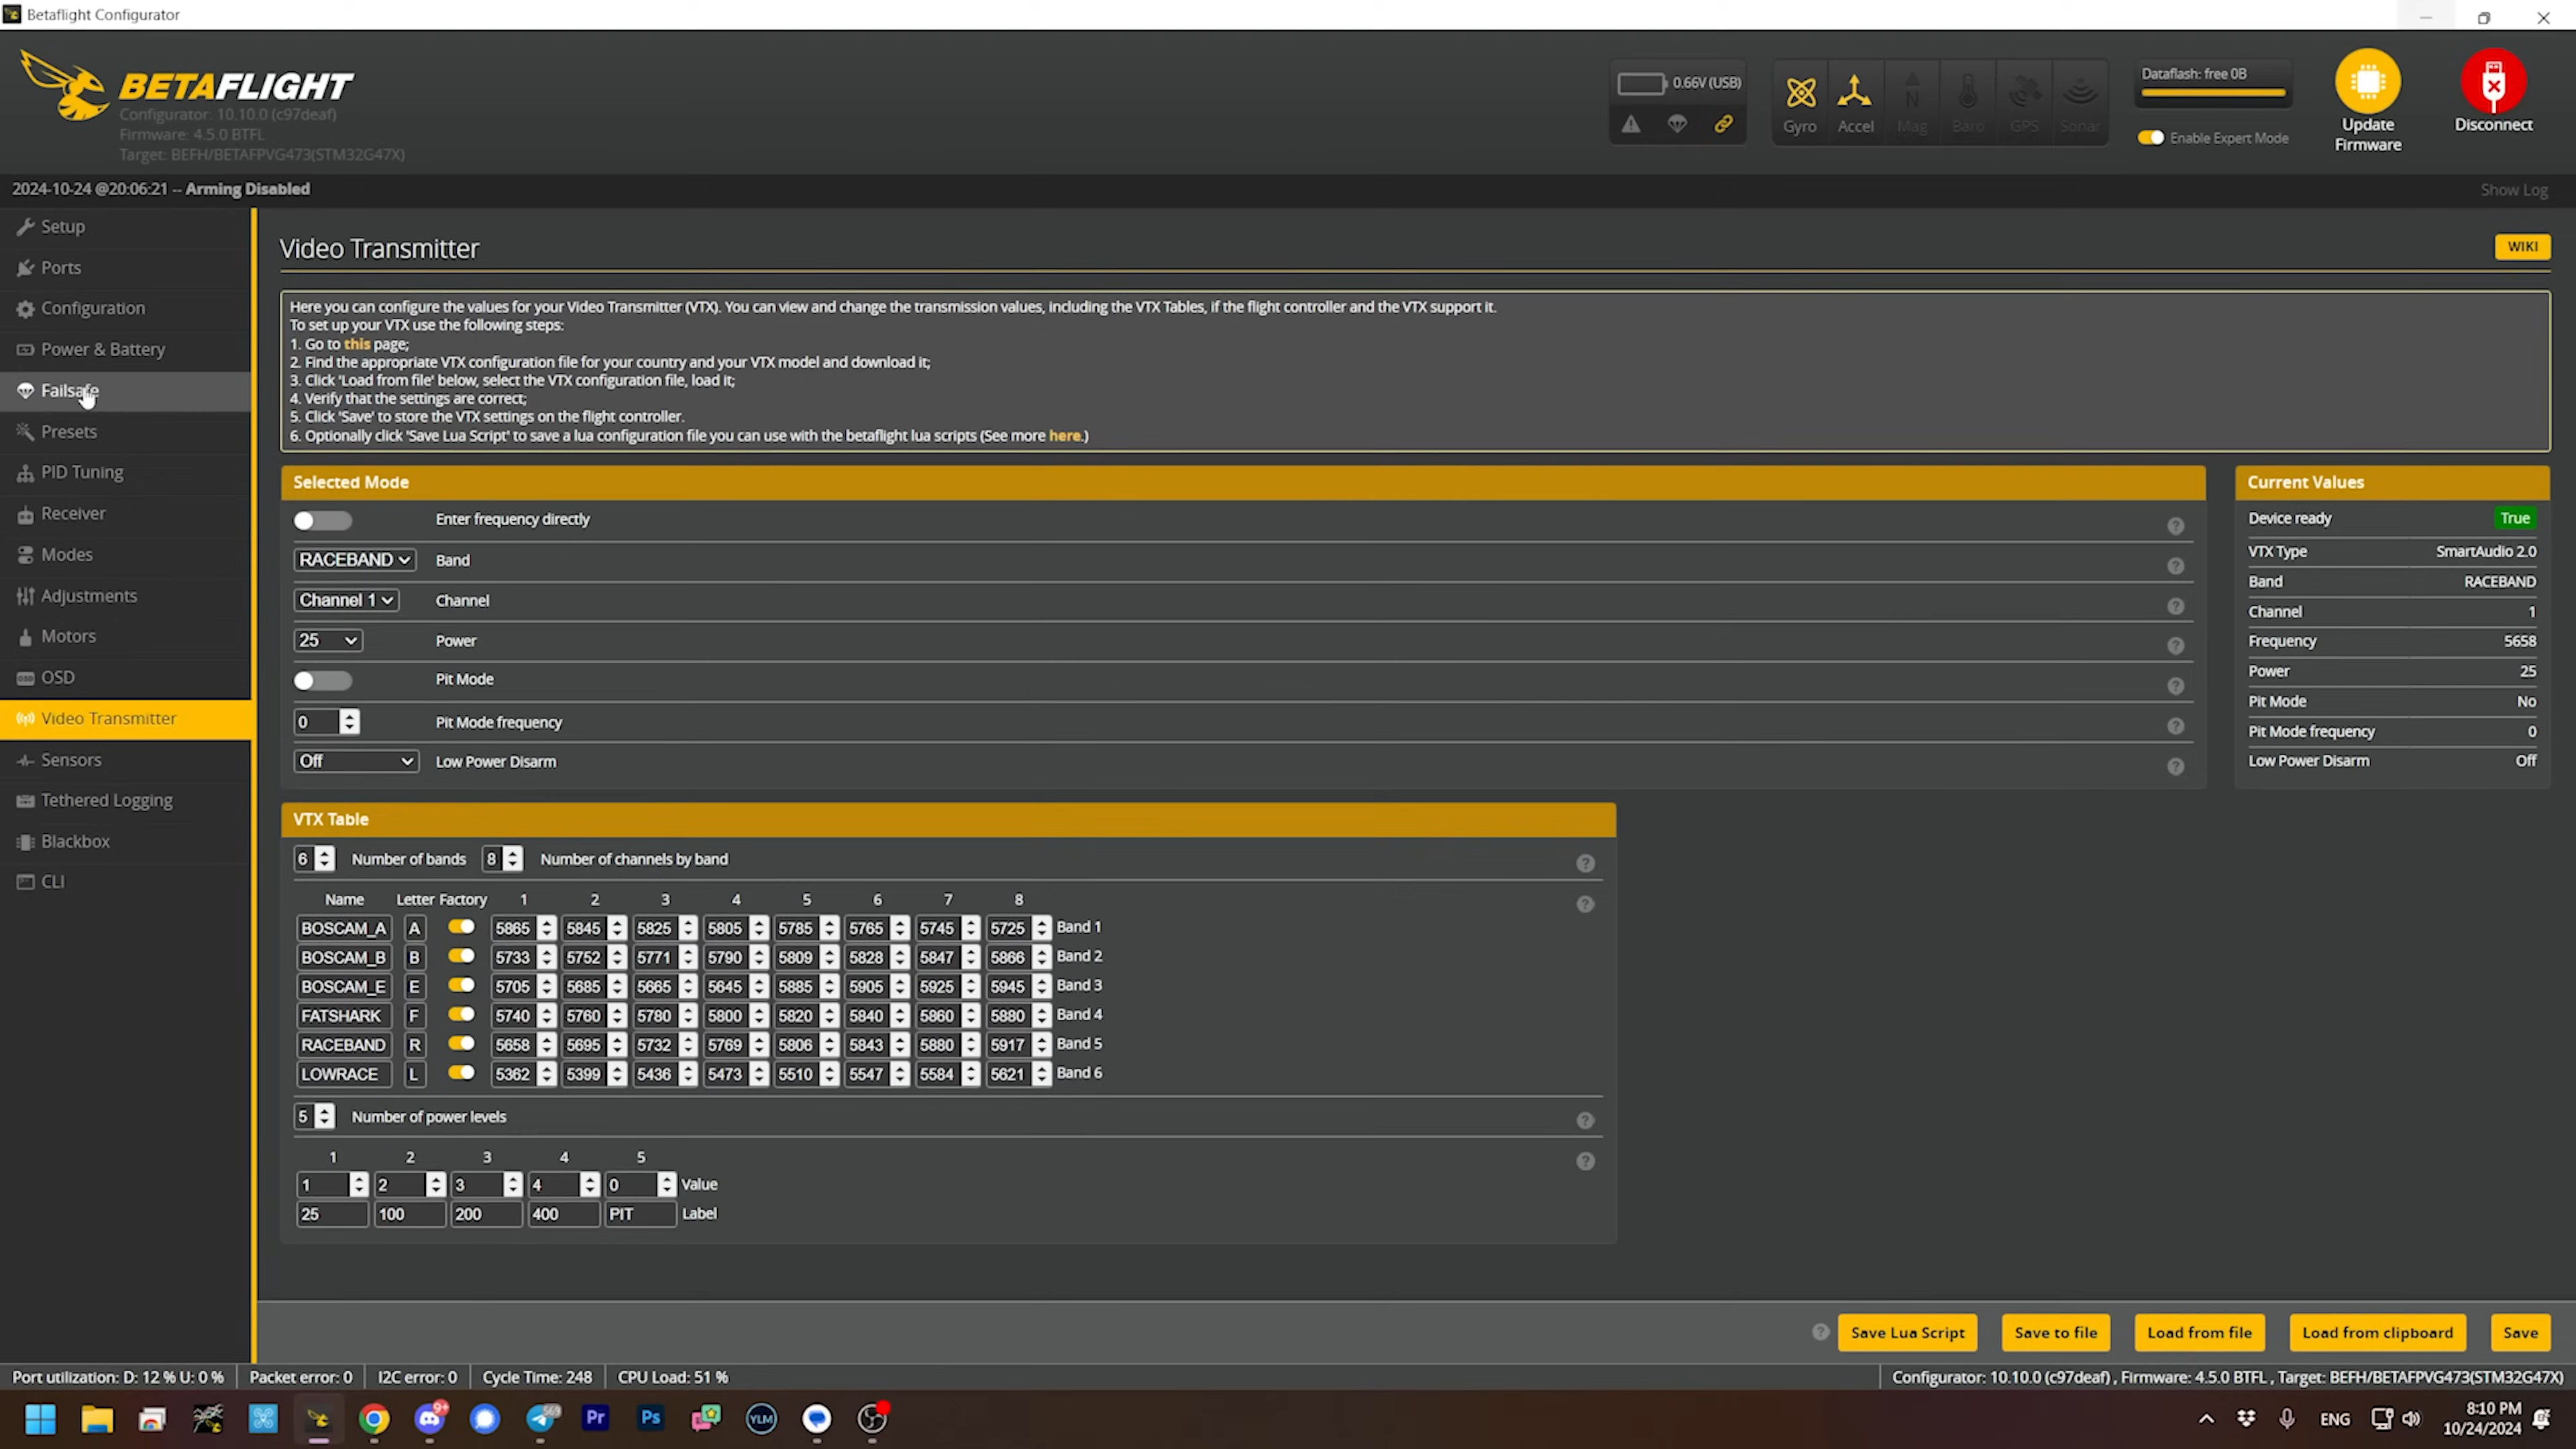 Betaflight Configurator
BETAFLIGHT
Configurator: 10.10.0 (c97deaf)
Firmware: 4.5.0 BTFL
Target: BEFH/BETAFPVG473(STM32G47X)
0.66V (USB)
Gyro
Accel
Mag
Baro
GPS
Sonar
Dataflash: free 0B
Enable Expert Mode
Update
Firmware
Disconnect
2024-10-24 @20:06:21 -- Arming Disabled
Show Log
Setup
Ports
Configuration
Power & Battery
Failsafe
Presets
PID Tuning
Receiver
Modes
Adjustments
Motors
OSD
Video Transmitter
Sensors
Tethered Logging
Blackbox
CLI
Video Transmitter
WIKI
Here you can configure the values for your Video Transmitter (VTX). You can view and change the transmission values, including the VTX Tables, if the flight controller and the VTX support it.
To set up your VTX use the following steps:
1. Go to this page;
2. Find the appropriate VTX configuration file for your country and your VTX model and download it;
3. Click 'Load from file' below, select the VTX configuration file, load it;
4. Verify that the settings are correct;
5. Click 'Save' to store the VTX settings on the flight controller.
6. Optionally click 'Save Lua Script' to save a lua configuration file you can use with the betaflight lua scripts (See more here.)
Selected Mode
Enter frequency directly ?
RACEBAND Band ?
Channel 1 Channel ?
25 Power ?
Pit Mode ?
0 Pit Mode frequency ?
Off Low Power Disarm ?
Current Values
Device ready True
VTX Type SmartAudio 2.0
Band RACEBAND
Channel 1
Frequency 5658
Power 25
Pit Mode No
Pit Mode frequency 0
Low Power Disarm Off
VTX Table
6 Number of bands 8 Number of channels by band ?
Name Letter Factory 1 2 3 4 5 6 7 8 ?
BOSCAM_A A 5865 5845 5825 5805 5785 5765 5745 5725 Band 1
BOSCAM_B B 5733 5752 5771 5790 5809 5828 5847 5866 Band 2
BOSCAM_E E 5705 5685 5665 5645 5885 5905 5925 5945 Band 3
FATSHARK F 5740 5760 5780 5800 5820 5840 5860 5880 Band 4
RACEBAND R 5658 5695 5732 5769 5806 5843 5880 5917 Band 5
LOWRACE L 5362 5399 5436 5473 5510 5547 5584 5621 Band 6
5 Number of power levels ?
1 2 3 4 5 ?
1 2 3 4 0 Value
25 100 200 400 PIT Label
? Save Lua Script Save to file Load from file Load from clipboard Save
Port utilization: D: 12 % U: 0 % Packet error: 0 I2C error: 0 Cycle Time: 248 CPU Load: 51 %
Configurator: 10.10.0 (c97deaf) , Firmware: 4.5.0 BTFL , Target: BEFH/BETAFPVG473(STM32G47X)
9+
569
Pr
Ps
YLM
ENG
8:10 PM
10/24/2024